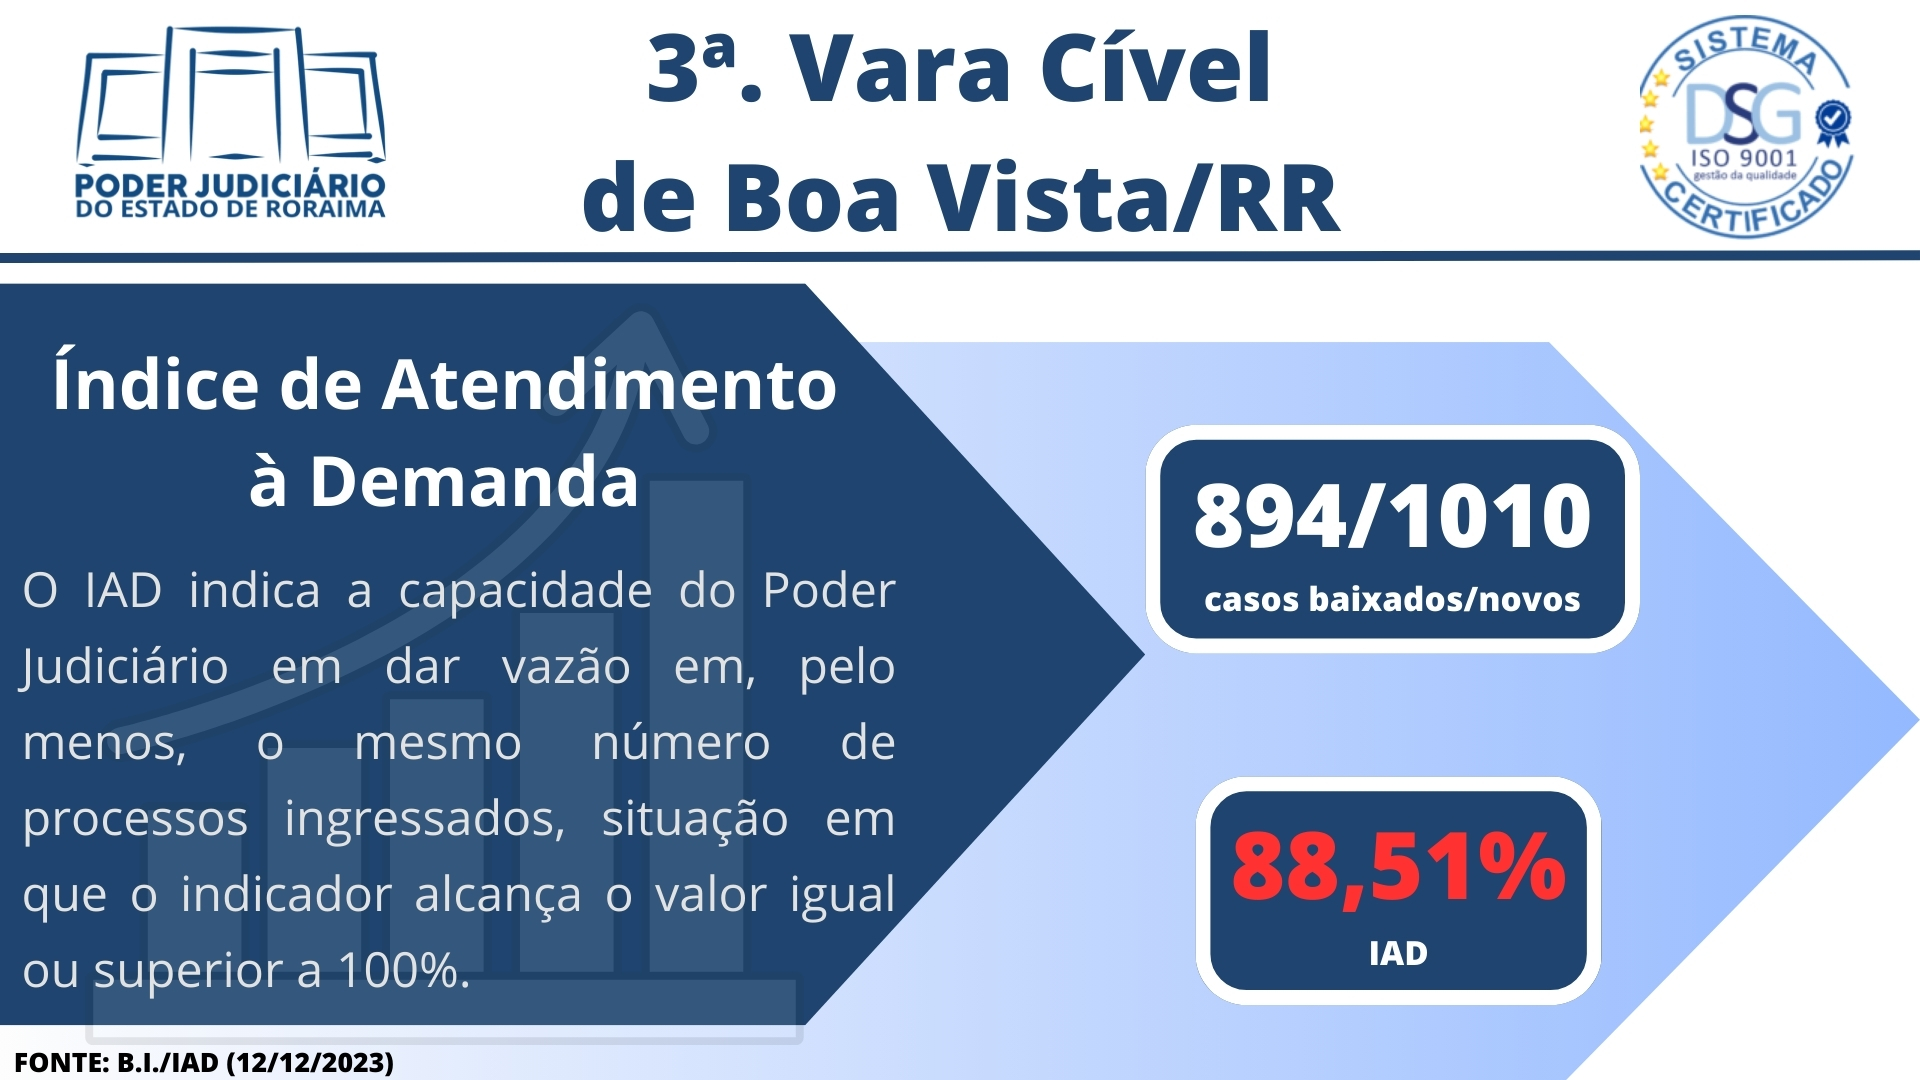 PODER JUDICIÁRIO
DO ESTADO DE RORAIMA
3ª. Vara Cível
de Boa Vista/RR
SISTEMA
DSG
ISO 9001
gestão da qualidade
CERTIFICADO
Índice de Atendimento
à Demanda
O IAD indica a capacidade do Poder
Judiciário em dar vazão em, pelo
menos, o mesmo número de
processos ingressados, situação em
que o indicador alcança o valor igual
ou superior a 100%.
894/1010
casos baixados/novos
88,51%
IAD
FONTE: B.I./IAD (12/12/2023)